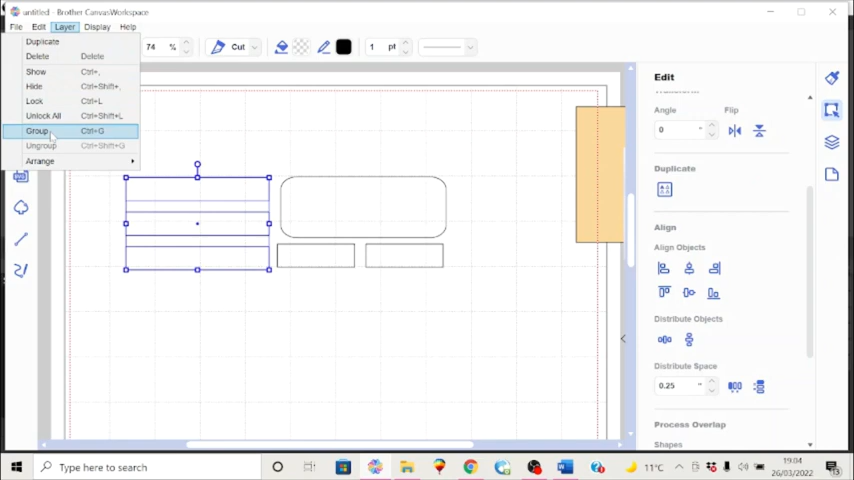 untitled - Brother CanvasWorkspace
File Edit Layer Display Help
Duplicate
Delete Delete
Show Ctrl+,
Hide Ctrl+Shift+,
Lock Ctrl+L
Unlock All Ctrl+Shift+L
Group Ctrl+G
Ungroup Ctrl+Shift+G
Arrange
74 % Cut 1 pt
Edit
Angle Flip
0 °
Duplicate
Align
Align Objects
Distribute Objects
Distribute Space
0.25 "
Process Overlap
Shapes
Type here to search
11°C
19.04
26/03/2022